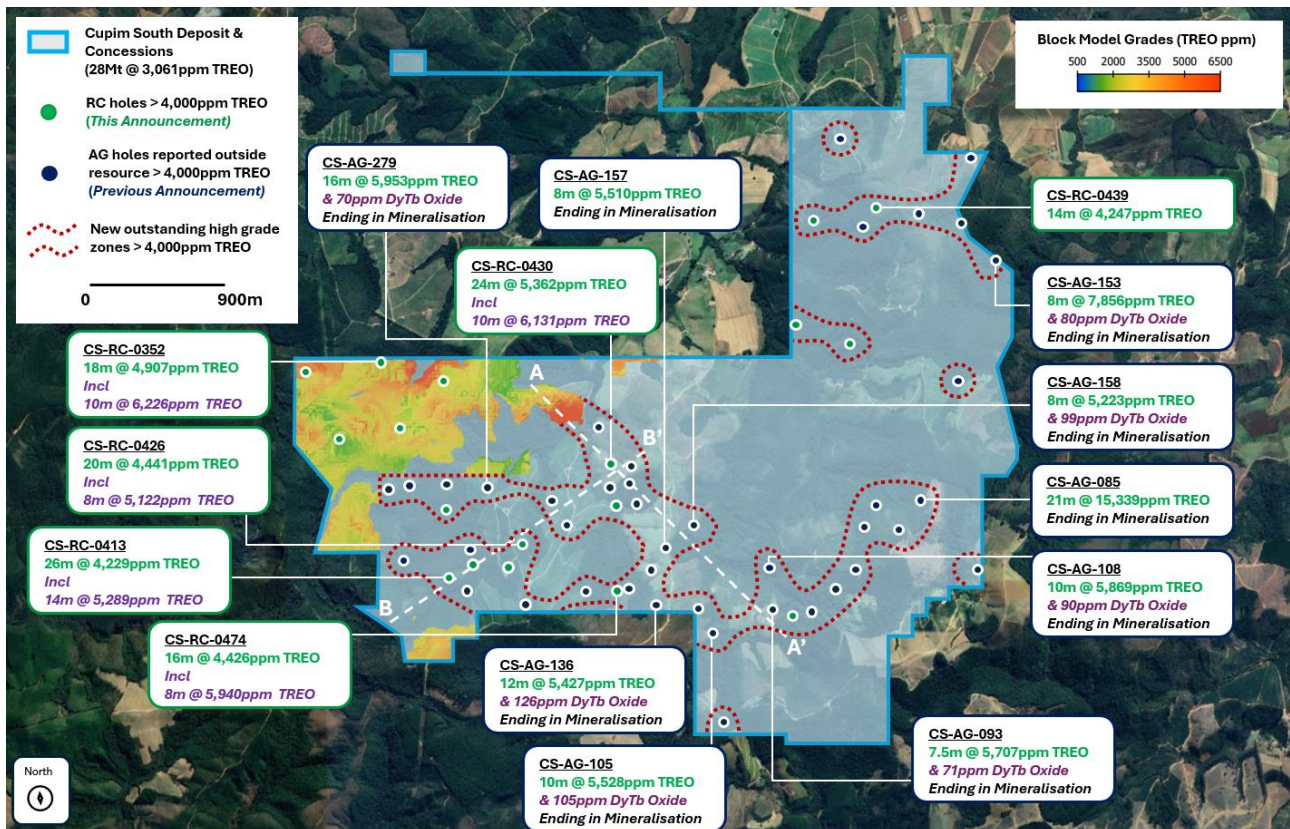 Cupim South Deposit &
Concessions
(28Mt @ 3,061ppm TREO)
RC holes > 4,000ppm TREO
(This Announcement)
AG holes reported outside
resource > 4,000ppm TREO
(Previous Announcement)
New outstanding high grade
zones > 4,000ppm TREO
0 900m
Block Model Grades (TREO ppm)
500 2000 3500 5000 6500
CS-AG-279
16m @ 5,953ppm TREO
& 70ppm DyTb Oxide
Ending in Mineralisation
CS-AG-157
8m @ 5,510ppm TREO
Ending in Mineralisation
CS-RC-0439
14m @ 4,247ppm TREO
CS-RC-0430
24m @ 5,362ppm TREO
Incl
10m @ 6,131ppm TREO
CS-AG-153
8m @ 7,856ppm TREO
& 80ppm DyTb Oxide
Ending in Mineralisation
CS-RC-0352
18m @ 4,907ppm TREO
Incl
10m @ 6,226ppm TREO
A
B'
CS-AG-158
8m @ 5,223ppm TREO
& 99ppm DyTb Oxide
Ending in Mineralisation
CS-RC-0426
20m @ 4,441ppm TREO
Incl
8m @ 5,122ppm TREO
CS-AG-085
21m @ 15,339ppm TREO
Ending in Mineralisation
CS-RC-0413
26m @ 4,229ppm TREO
Incl
14m @ 5,289ppm TREO
B
A'
CS-AG-108
10m @ 5,869ppm TREO
& 90ppm DyTb Oxide
Ending in Mineralisation
CS-RC-0474
16m @ 4,426ppm TREO
Incl
8m @ 5,940ppm TREO
CS-AG-136
12m @ 5,427ppm TREO
& 126ppm DyTb Oxide
Ending in Mineralisation
CS-AG-093
7.5m @ 5,707ppm TREO
& 71ppm DyTb Oxide
Ending in Mineralisation
CS-AG-105
10m @ 5,528ppm TREO
& 105ppm DyTb Oxide
Ending in Mineralisation
North